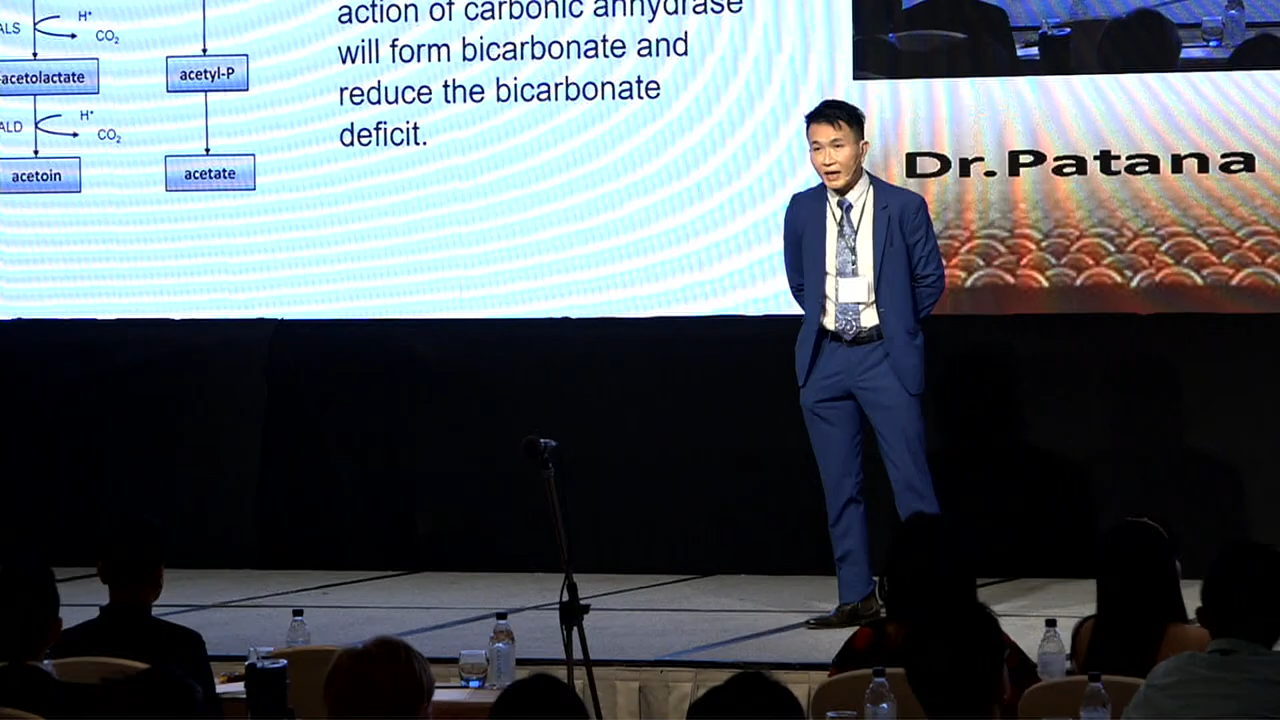 action of carbonic anhydrase
will form bicarbonate and
reduce the bicarbonate
deficit.
ALS
H⁺
CO₂
acetolactate
acetyl-P
ALD
H⁺
CO₂
acetoin
acetate
Dr.Patana